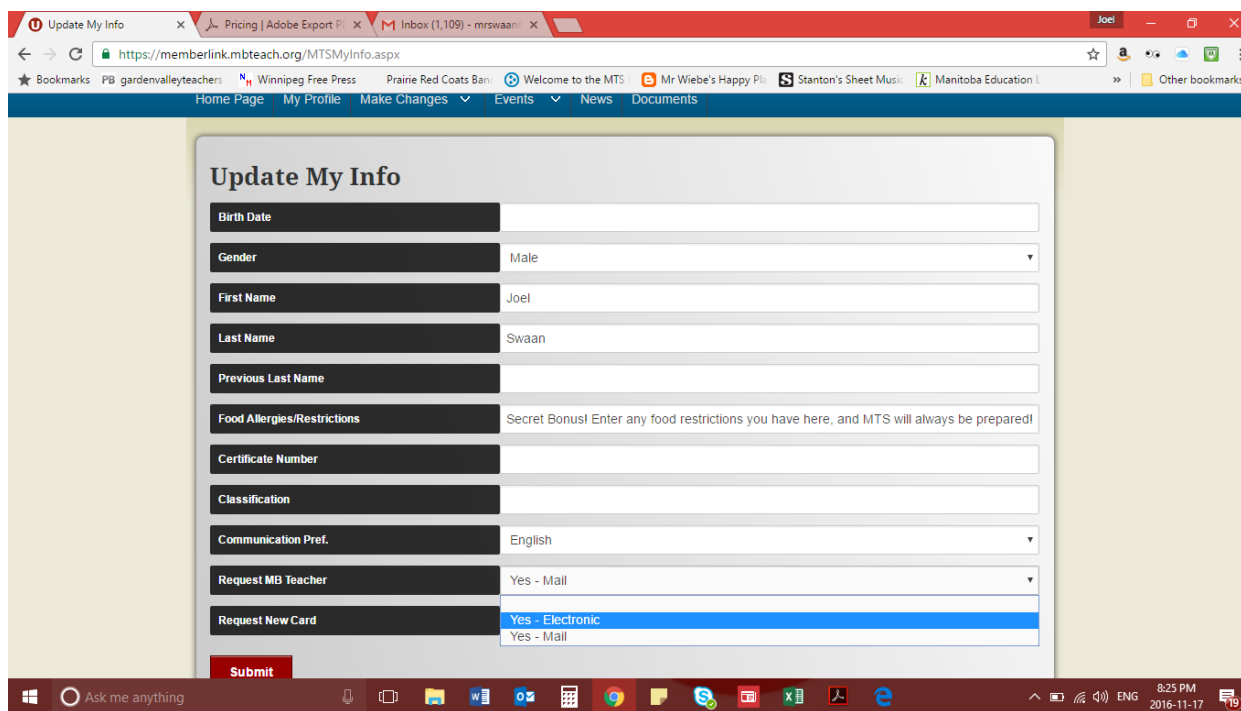 Update My Info
Pricing | Adobe Export P
Inbox (1,109) - mrswaan
Joel
https://memberlink.mbteach.org/MTSMyInfo.aspx
Bookmarks PB gardenvalleyteachers Winnipeg Free Press Prairie Red Coats Ban Welcome to the MTS Mr Wiebe's Happy Pl Stanton's Sheet Music Manitoba Education » Other bookmarks
Home Page My Profile Make Changes Events News Documents
Update My Info
Birth Date
Gender Male
First Name Joel
Last Name Swaan
Previous Last Name
Food Allergies/Restrictions Secret Bonus! Enter any food restrictions you have here, and MTS will always be prepared!
Certificate Number
Classification
Communication Pref. English
Request MB Teacher Yes - Mail
Request New Card Yes - Electronic
Yes - Mail
Submit
Ask me anything
ENG
8:25 PM
2016-11-17
19